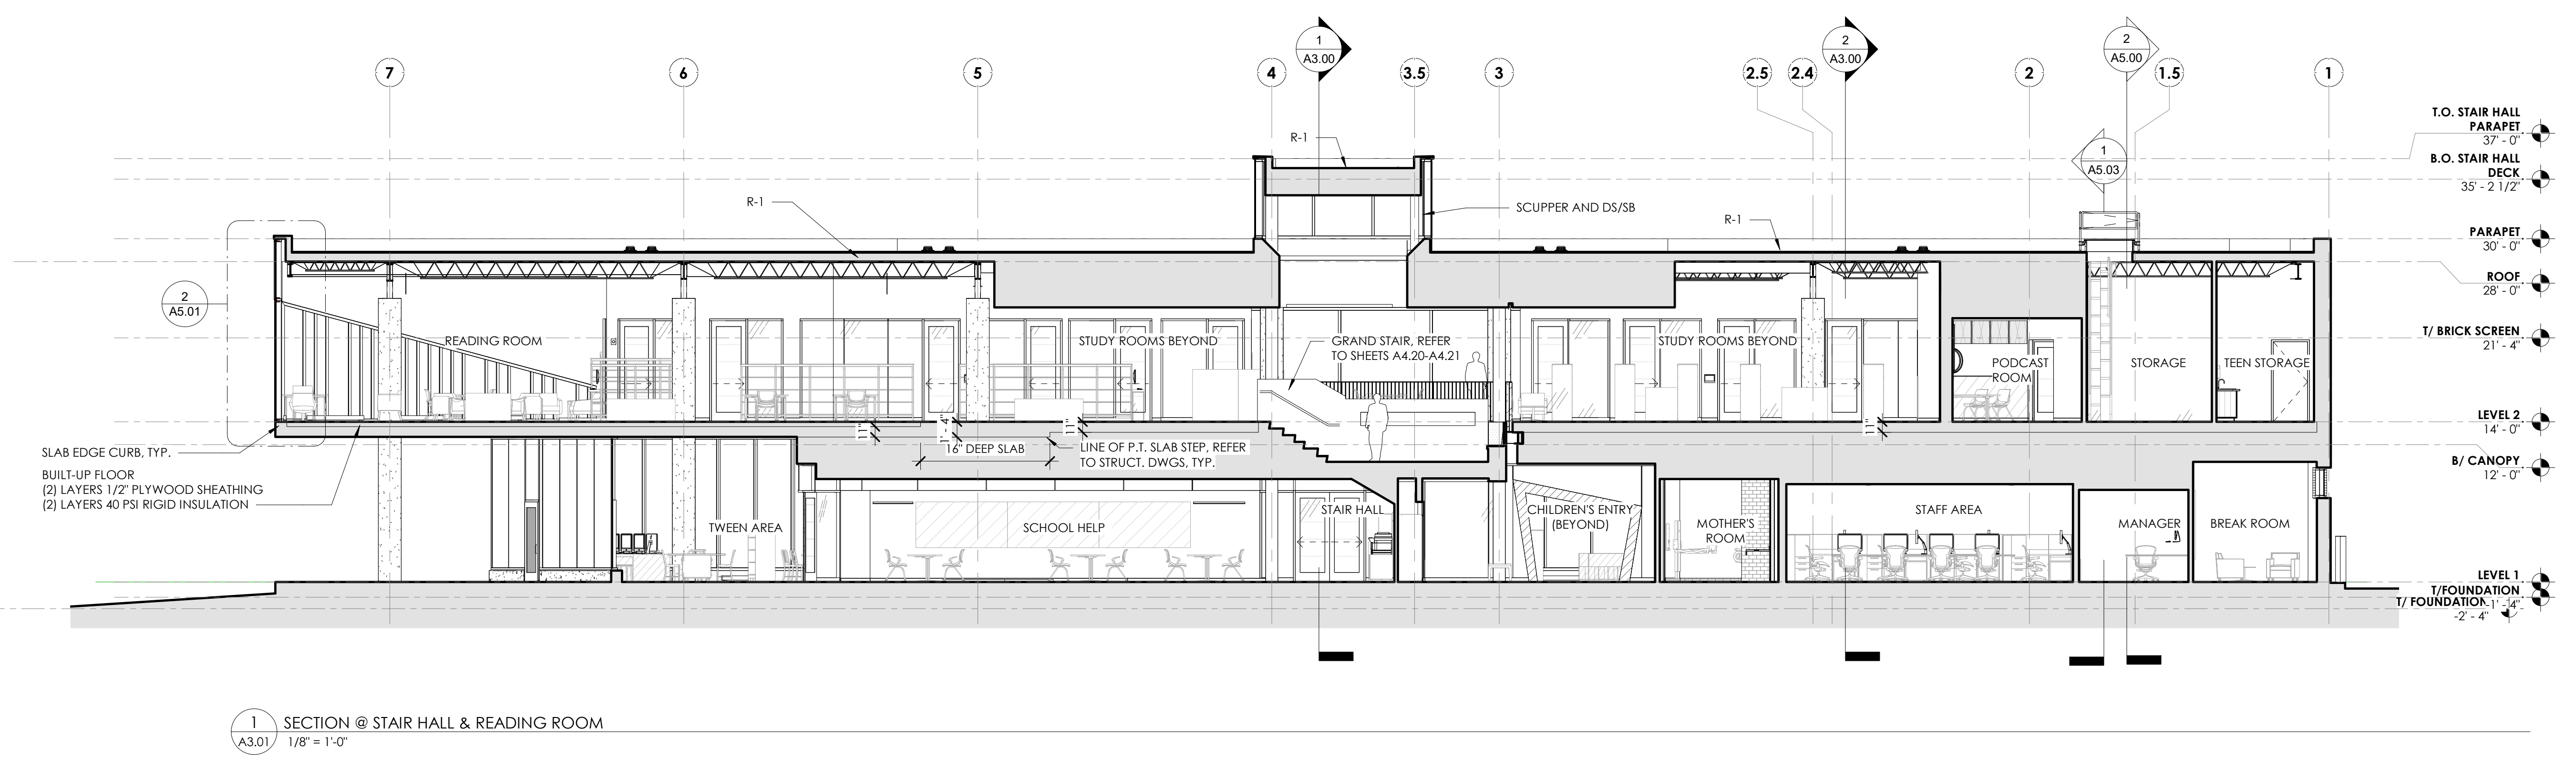 1
A3.00
2
A3.00
2
A5.00
7
6
5
4
3.5
3
2.5
2.4
2
1.5
1
T.O. STAIR HALL
PARAPET
37' - 0"
B.O. STAIR HALL
DECK
35' - 2 1/2"
PARAPET
30' - 0"
ROOF
28' - 0"
T/ BRICK SCREEN
21' - 4"
LEVEL 2
14' - 0"
B/ CANOPY
12' - 0"
LEVEL 1
T/FOUNDATION
-1' - 4"
T/ FOUNDATION
-2' - 4"
R-1
1
A5.03
R-1
SCUPPER AND DS/SB
R-1
2
A5.01
READING ROOM
STUDY ROOMS BEYOND
GRAND STAIR, REFER
TO SHEETS A4.20-A4.21
STUDY ROOMS BEYOND
PODCAST
ROOM
STORAGE
TEEN STORAGE
11"
1' - 4"
11"
11"
16" DEEP SLAB
LINE OF P.T. SLAB STEP, REFER
TO STRUCT. DWGS, TYP.
SLAB EDGE CURB, TYP.
BUILT-UP FLOOR
(2) LAYERS 1/2" PLYWOOD SHEATHING
(2) LAYERS 40 PSI RIGID INSULATION
TWEEN AREA
SCHOOL HELP
STAIR HALL
CHILDREN'S ENTRY
(BEYOND)
MOTHER'S
ROOM
STAFF AREA
MANAGER
BREAK ROOM
1
A3.01
SECTION @ STAIR HALL & READING ROOM
1/8" = 1'-0"